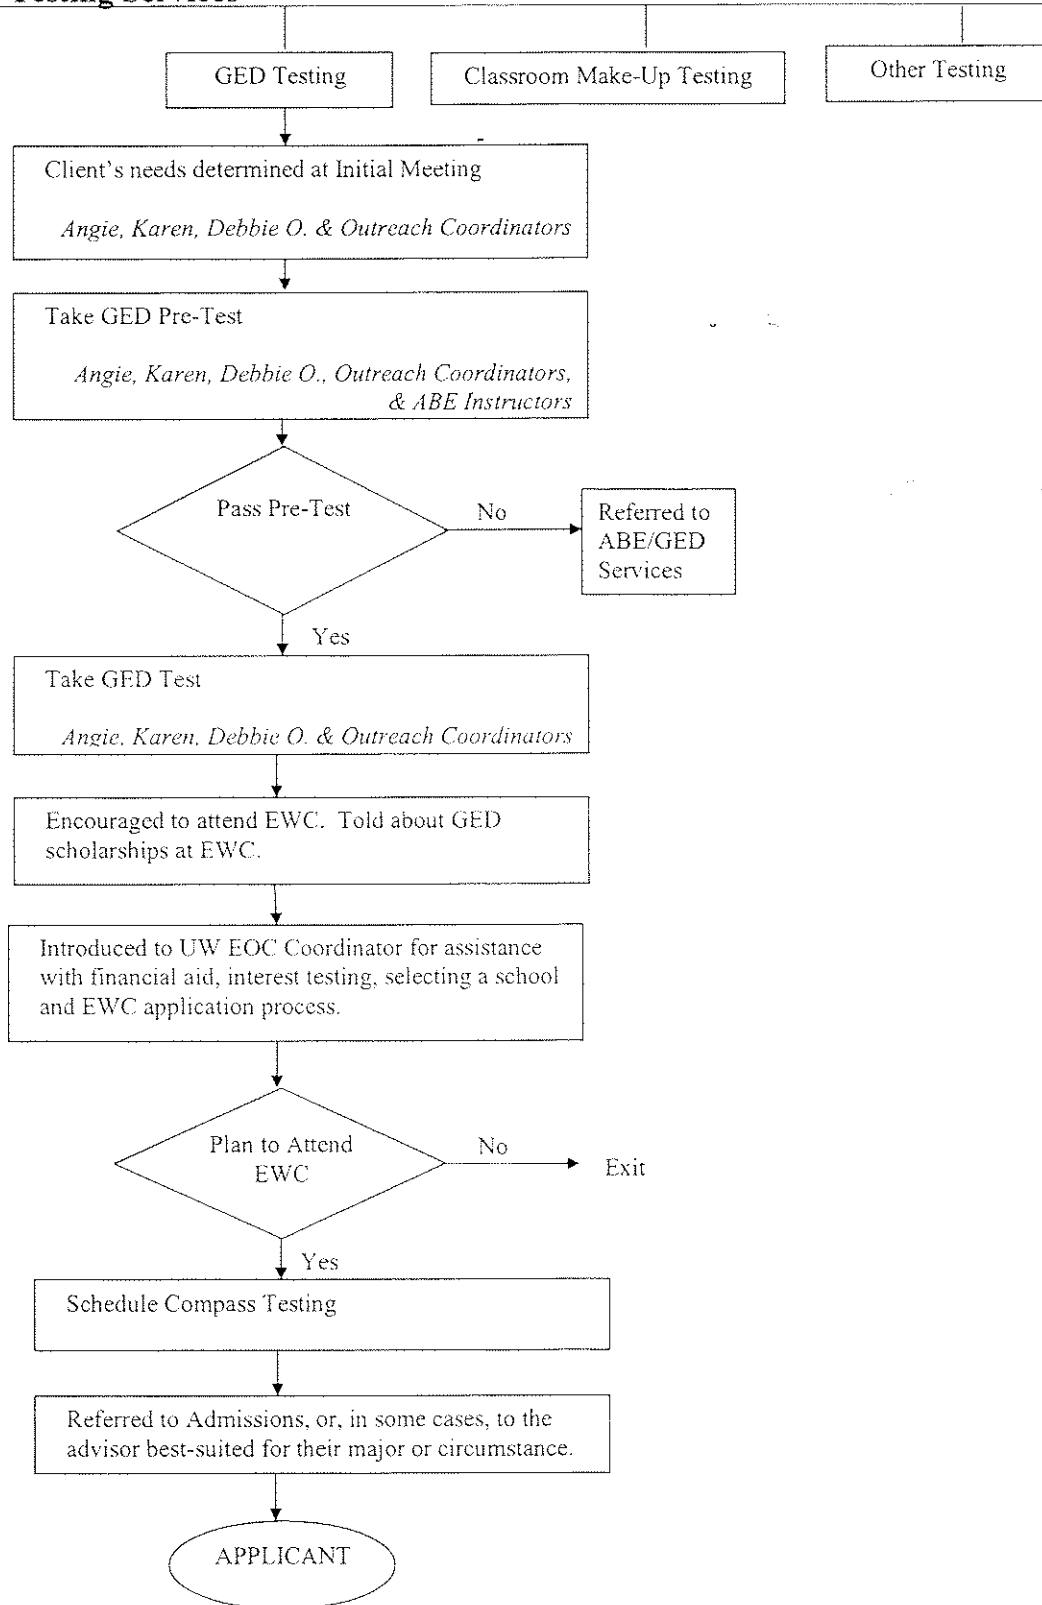 Testing Services
GED Testing
Classroom Make-Up Testing
Other Testing
Client's needs determined at Initial Meeting
Angie, Karen, Debbie O. & Outreach Coordinators
Take GED Pre-Test
Angie, Karen, Debbie O., Outreach Coordinators,
& ABE Instructors
Pass Pre-Test
No
Referred to
ABE/GED
Services
Yes
Take GED Test
Angie, Karen, Debbie O. & Outreach Coordinators
Encouraged to attend EWC. Told about GED
scholarships at EWC.
Introduced to UW EOC Coordinator for assistance
with financial aid, interest testing, selecting a school
and EWC application process.
Plan to Attend
EWC
No
Exit
Yes
Schedule Compass Testing
Referred to Admissions, or, in some cases, to the
advisor best-suited for their major or circumstance.
APPLICANT